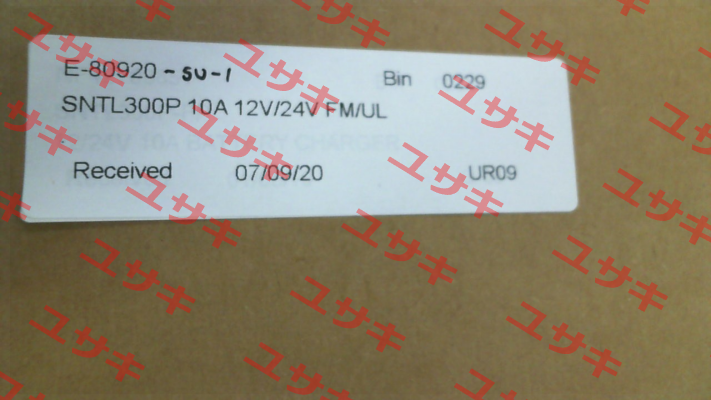 E-80920-SU-1 Bin 0229
SNTL300P 10A 12V/24V FM/UL
Received 07/09/20 UR09
ユサキ